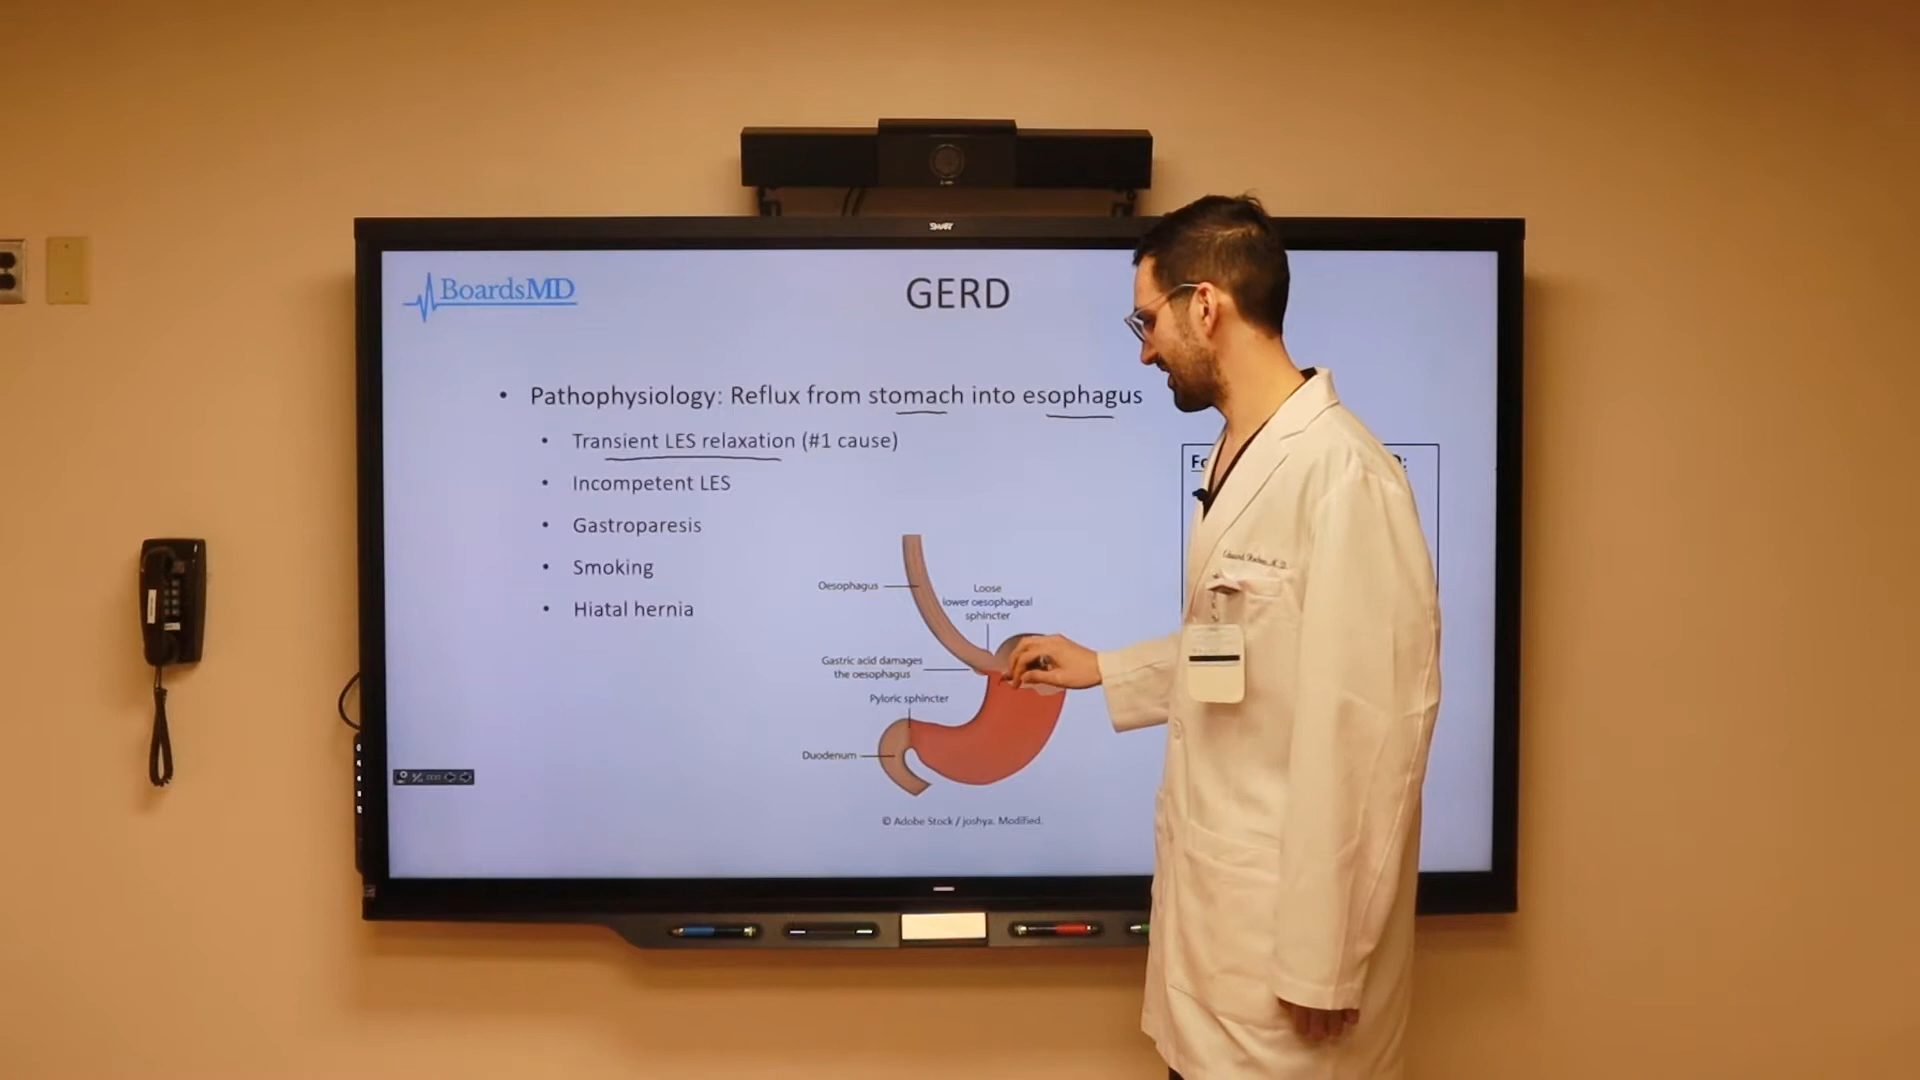 SMART
BoardsMD
GERD
• Pathophysiology: Reflux from stomach into esophagus
• Transient LES relaxation (#1 cause)
• Incompetent LES
• Gastroparesis
• Smoking
• Hiatal hernia
Oesophagus
Loose
lower oesophageal
sphincter
Gastric acid damages
the oesophagus
Pyloric sphincter
Duodenum
© Adobe Stock / joshya. Modified.